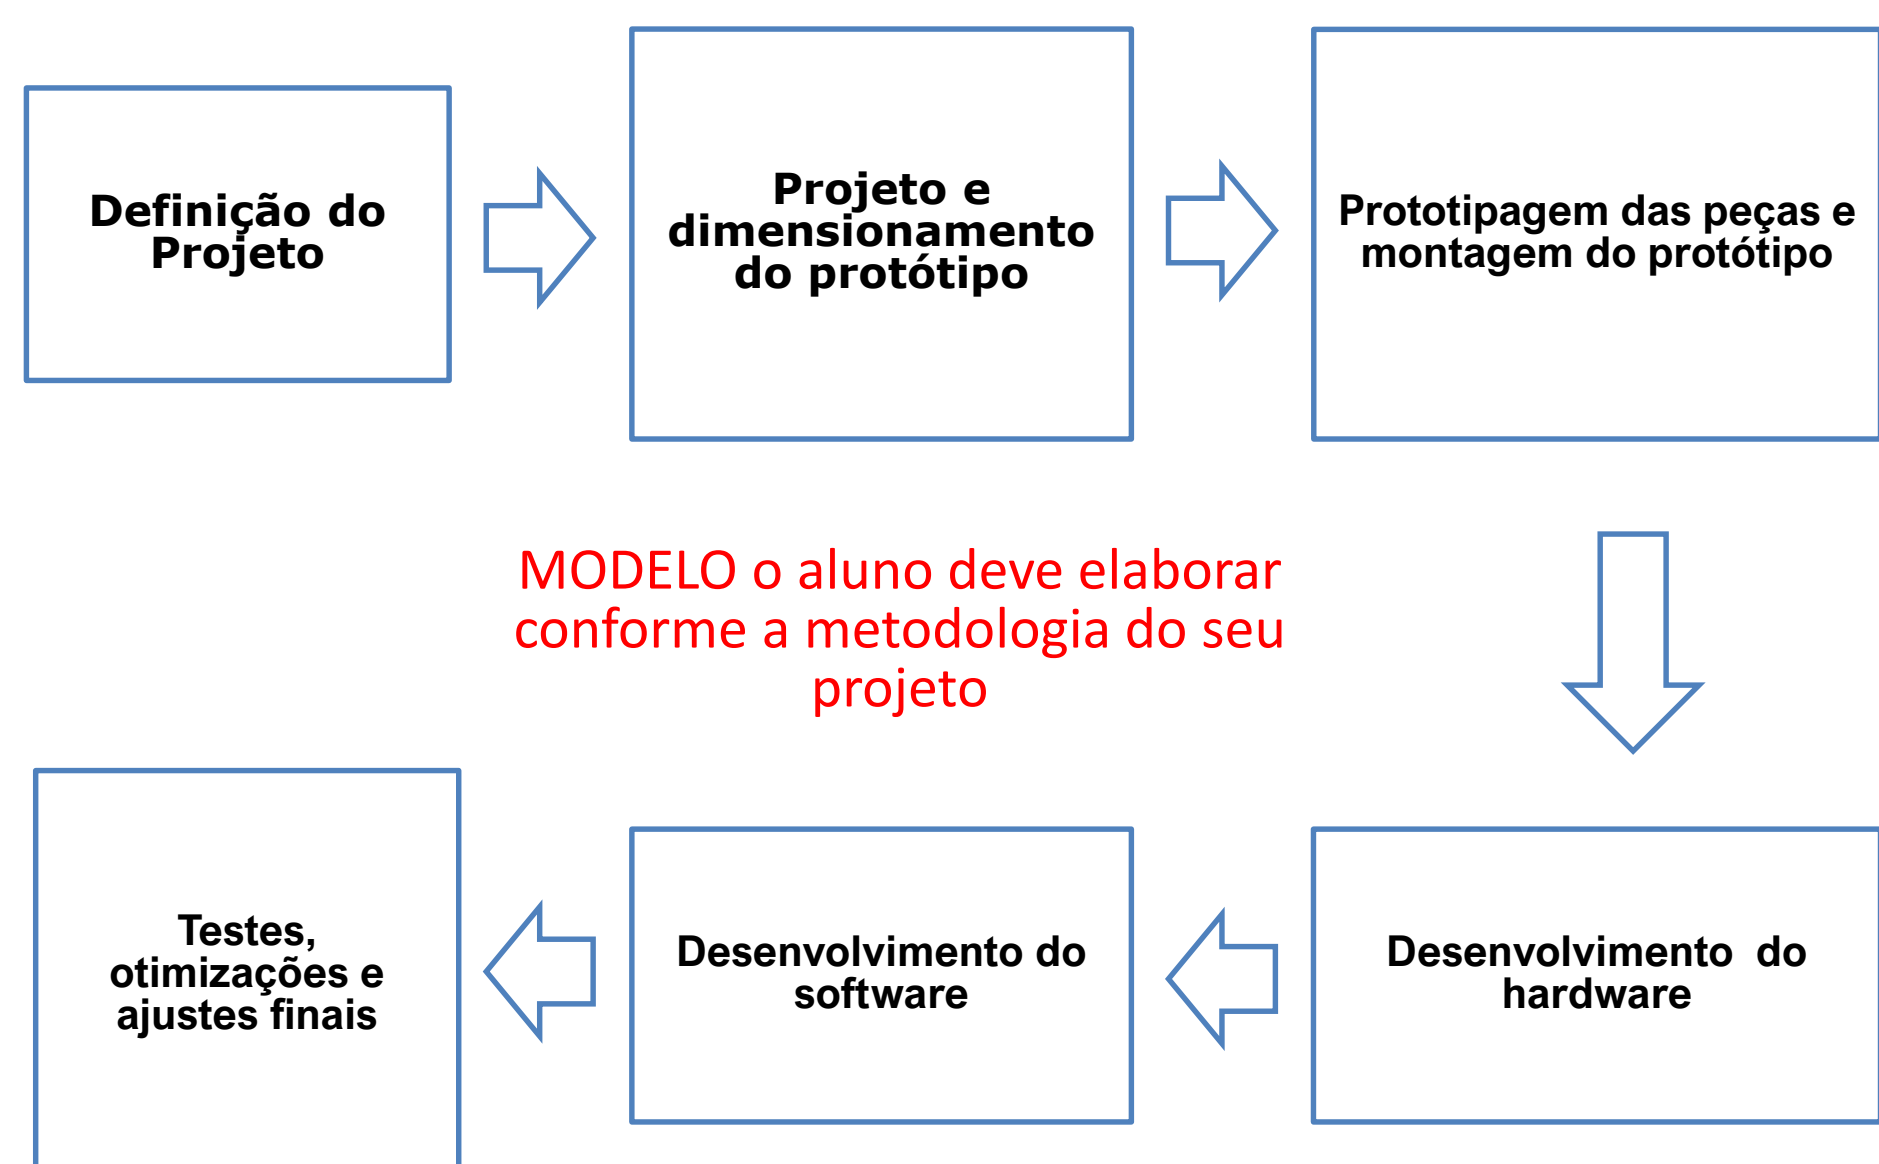 Definição do
Projeto
Projeto e
dimensionamento
do protótipo
Prototipagem das peças e
montagem do protótipo
MODELO o aluno deve elaborar
conforme a metodologia do seu
projeto
Desenvolvimento  do
hardware
Desenvolvimento do
software
Testes,
otimizações e
ajustes finais